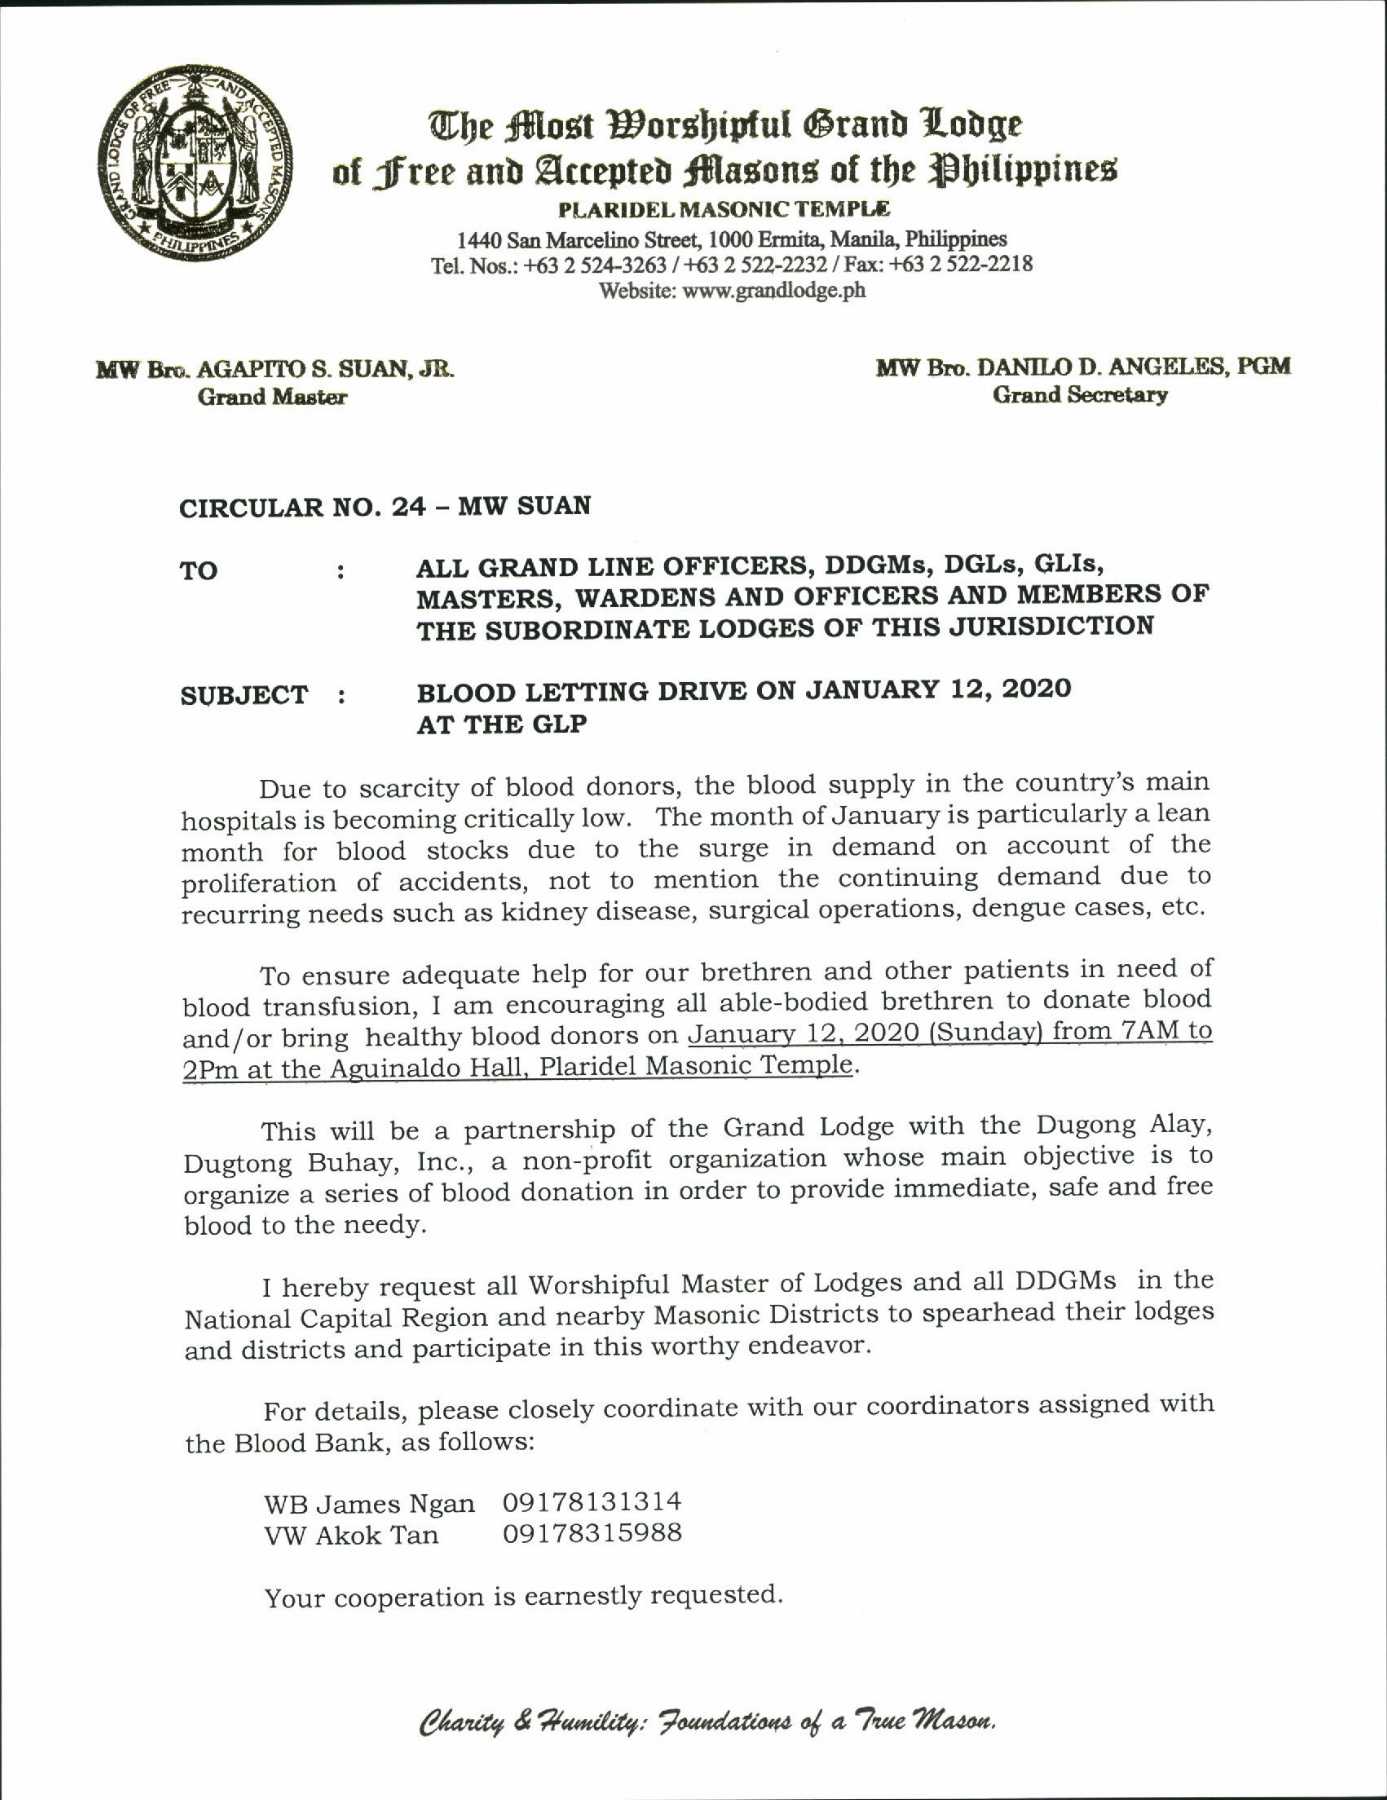 GRAND LODGE OF FREE AND ACCEPTED MASONS
PHILIPPINES
The Most Worshipful Grand Lodge
of Free and Accepted Masons of the Philippines
PLARIDEL MASONIC TEMPLE
1440 San Marcelino Street, 1000 Ermita, Manila, Philippines
Tel. Nos.: +63 2 524-3263 / +63 2 522-2232 / Fax: +63 2 522-2218
Website: www.grandlodge.ph
MW Bro. AGAPITO S. SUAN, JR.
Grand Master
MW Bro. DANILO D. ANGELES, PGM
Grand Secretary
CIRCULAR NO. 24 – MW SUAN
TO : ALL GRAND LINE OFFICERS, DDGMs, DGLs, GLIs,
MASTERS, WARDENS AND OFFICERS AND MEMBERS OF
THE SUBORDINATE LODGES OF THIS JURISDICTION
SUBJECT : BLOOD LETTING DRIVE ON JANUARY 12, 2020
AT THE GLP
Due to scarcity of blood donors, the blood supply in the country's main
hospitals is becoming critically low. The month of January is particularly a lean
month for blood stocks due to the surge in demand on account of the
proliferation of accidents, not to mention the continuing demand due to
recurring needs such as kidney disease, surgical operations, dengue cases, etc.
To ensure adequate help for our brethren and other patients in need of
blood transfusion, I am encouraging all able-bodied brethren to donate blood
and/or bring healthy blood donors on January 12, 2020 (Sunday) from 7AM to
2Pm at the Aguinaldo Hall, Plaridel Masonic Temple.
This will be a partnership of the Grand Lodge with the Dugong Alay,
Dugtong Buhay, Inc., a non-profit organization whose main objective is to
organize a series of blood donation in order to provide immediate, safe and free
blood to the needy.
I hereby request all Worshipful Master of Lodges and all DDGMs in the
National Capital Region and nearby Masonic Districts to spearhead their lodges
and districts and participate in this worthy endeavor.
For details, please closely coordinate with our coordinators assigned with
the Blood Bank, as follows:
WB James Ngan 09178131314
VW Akok Tan 09178315988
Your cooperation is earnestly requested.
Charity & Humility: Foundations of a True Mason.